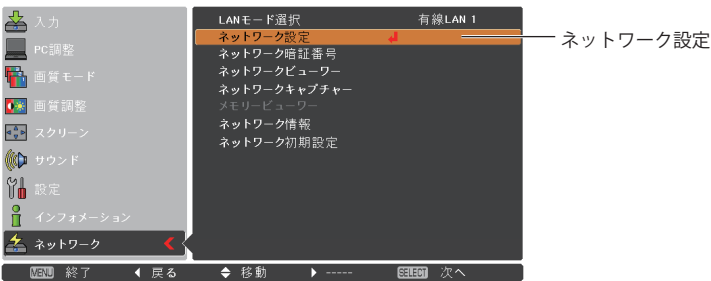 入力
PC調整
画質モード
画質調整
スクリーン
サウンド
設定
インフォメーション
ネットワーク
LANモード選択 有線LAN 1
ネットワーク設定
ネットワーク暗証番号
ネットワークビューワー
ネットワークキャプチャー
メモリービューワー
ネットワーク情報
ネットワーク初期設定
ネットワーク設定
MENU 終了 戻る 移動 ----- SELECT 次へ